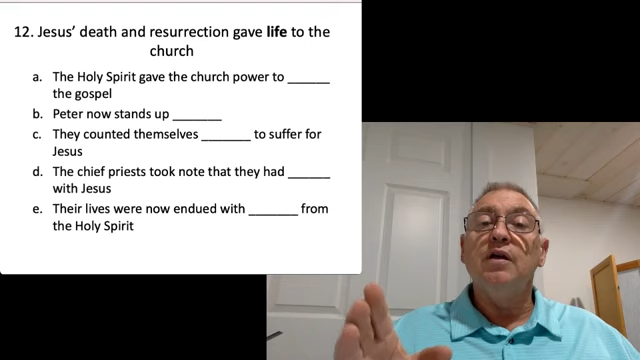 12. Jesus’ death and resurrection gave life to the
church
a. The Holy Spirit gave the church power to ______
the gospel
b. Peter now stands up _______
c. They counted themselves _______ to suffer for
Jesus
d. The chief priests took note that they had ______
with Jesus
e. Their lives were now endued with _______ from
the Holy Spirit